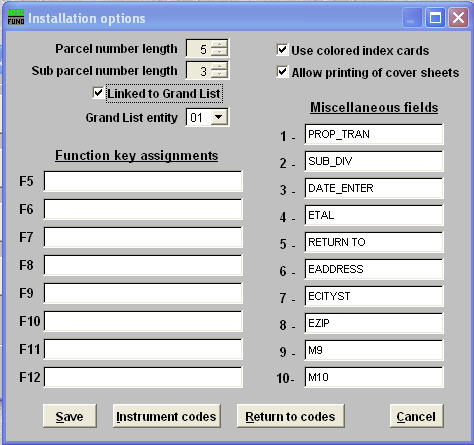 FUND
Installation options
Parcel number length 5
Sub parcel number length 3
Linked to Grand List
Grand List entity 01
Use colored index cards
Allow printing of cover sheets
Function key assignments
F5
F6
F7
F8
F9
F10
F11
F12
Miscellaneous fields
1 - PROP_TRAN
2 - SUB_DIV
3 - DATE_ENTER
4 - ETAL
5 - RETURN TO
6 - EADDRESS
7 - ECITYST
8 - EZIP
9 - M9
10- M10
Save Instrument codes Return to codes Cancel